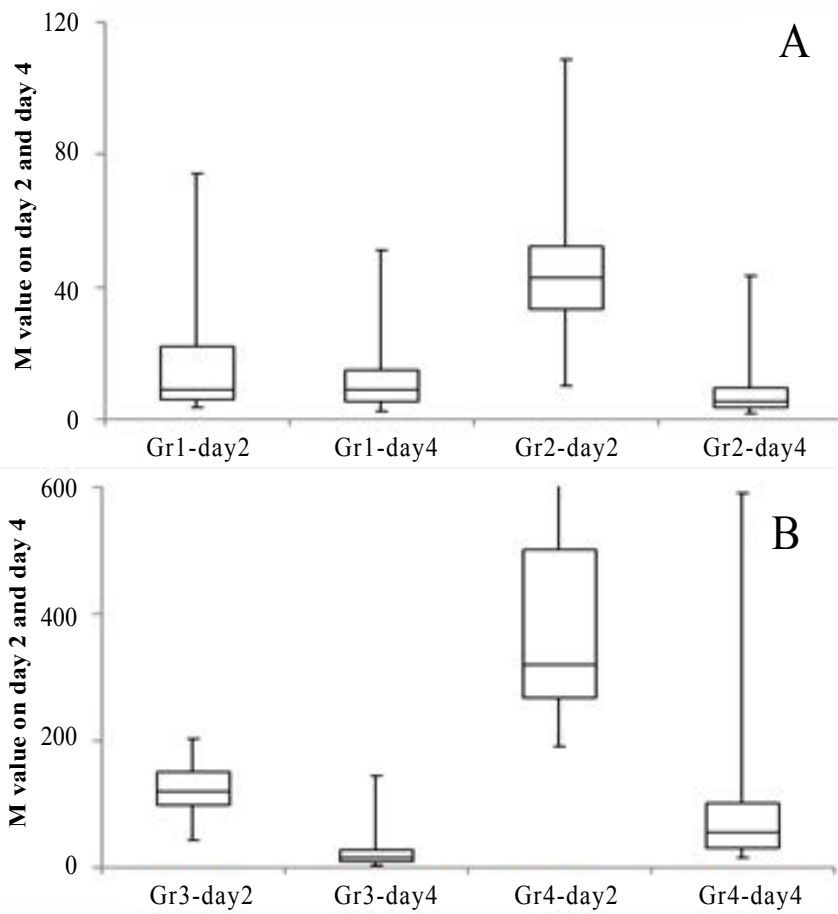 A
M value on day 2 and day 4
120
80
40
0
Gr1-day2 Gr1-day4 Gr2-day2 Gr2-day4
B
M value on day 2 and day 4
600
400
200
0
Gr3-day2 Gr3-day4 Gr4-day2 Gr4-day4